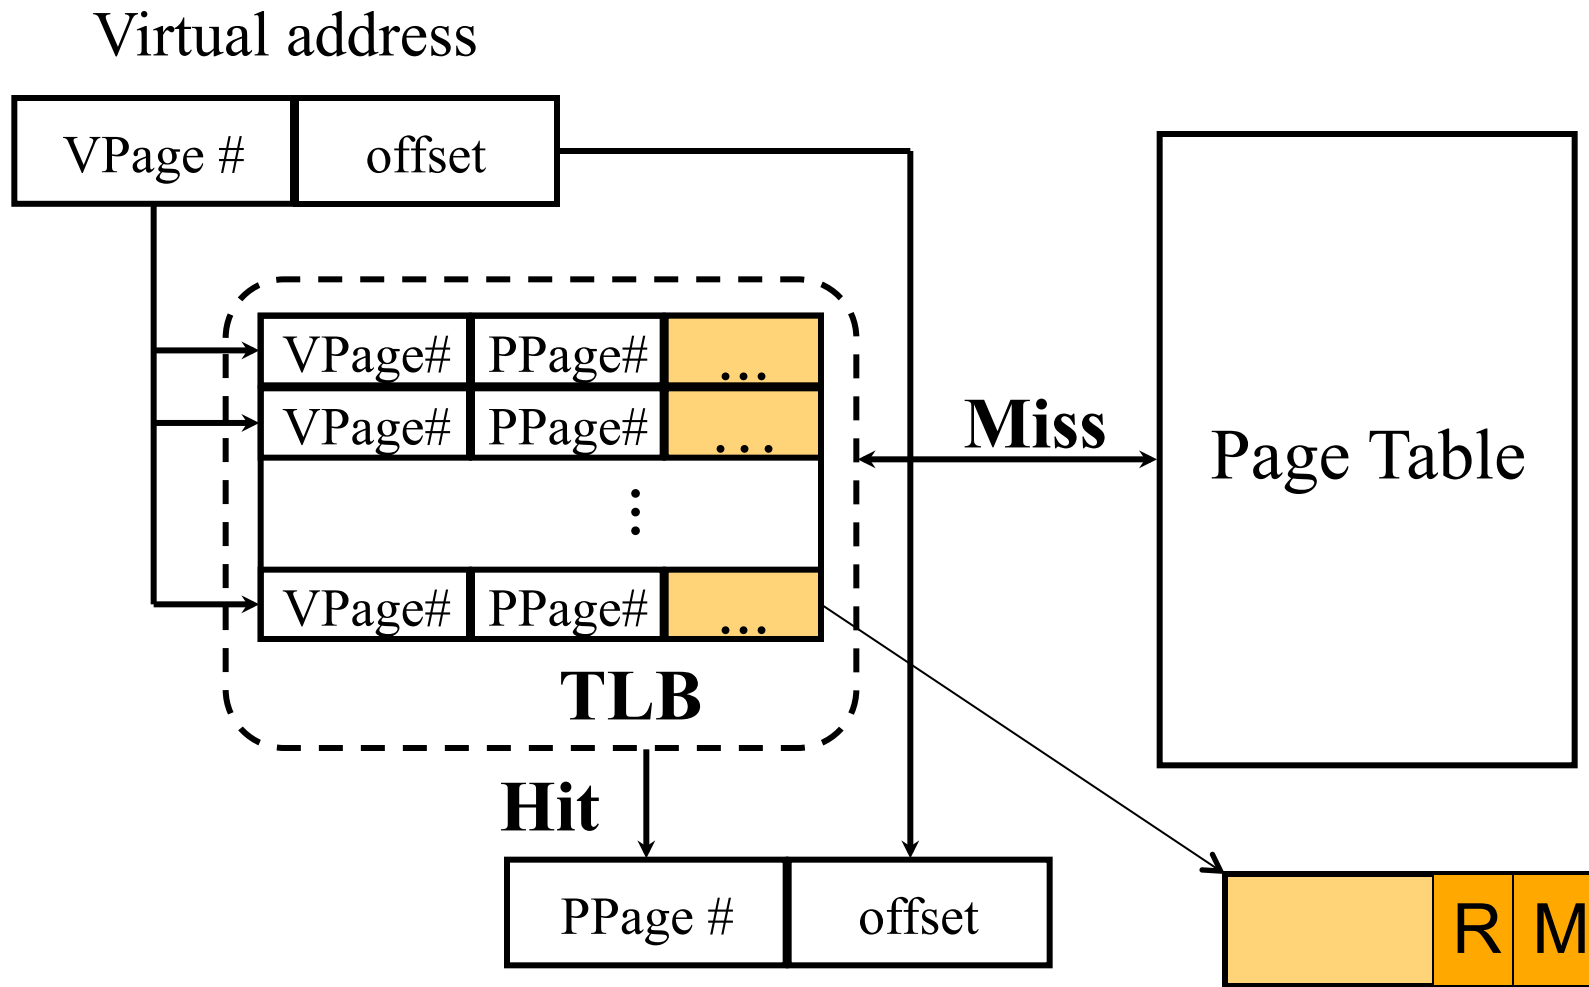 Virtual address
VPage # offset
VPage# PPage# ...
VPage# PPage# ...
⋮
VPage# PPage# ...
TLB
Miss
Page Table
Hit
PPage # offset
R M